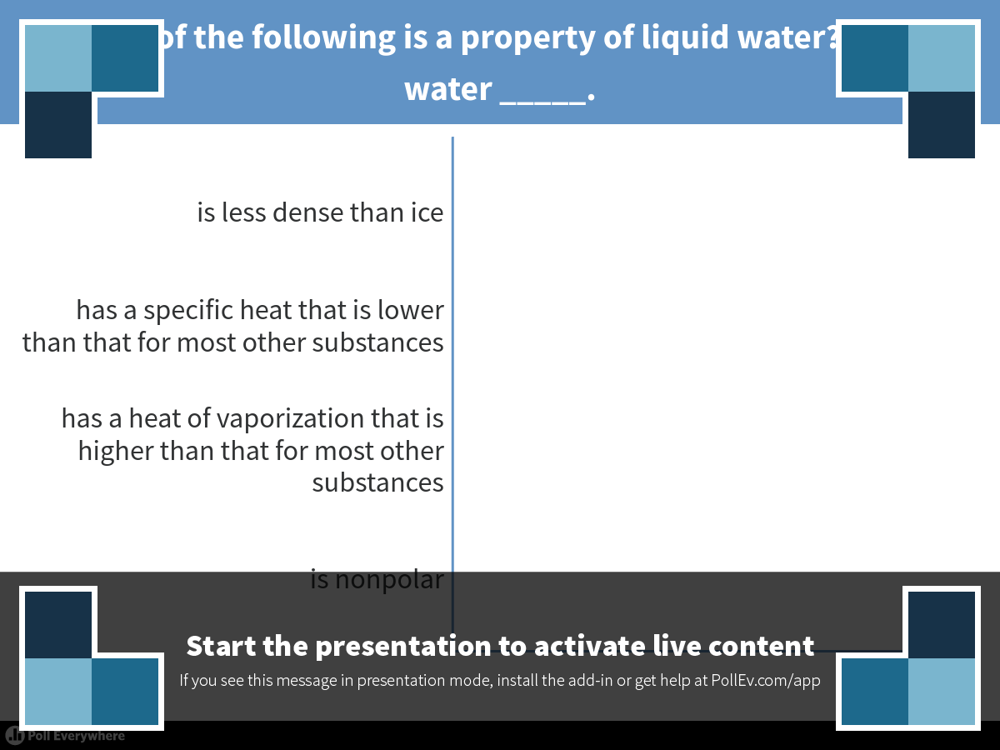 of the following is a property of liquid water?
water _____.
is less dense than ice
has a specific heat that is lower
than that for most other substances
has a heat of vaporization that is
higher than that for most other
substances
is nonpolar
Start the presentation to activate live content
If you see this message in presentation mode, install the add-in or get help at PollEv.com/app
Poll Everywhere